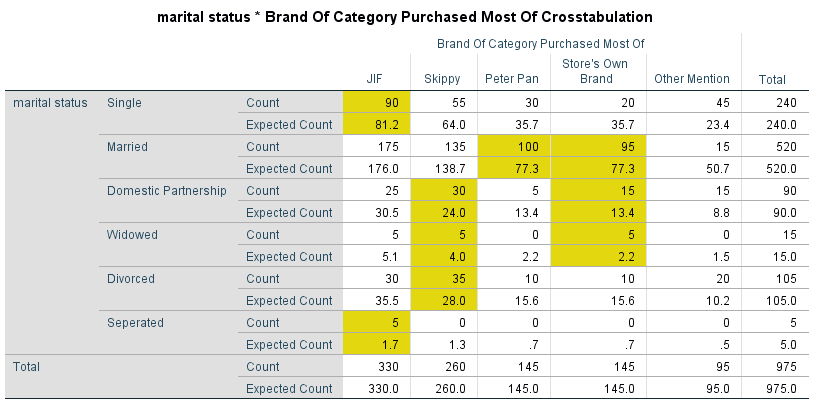 marital status * Brand Of Category Purchased Most Of Crosstabulation
Brand Of Category Purchased Most Of
JIF Skippy Peter Pan Store's Own Brand Other Mention Total
marital status Single Count 90 55 30 20 45 240
Expected Count 81.2 64.0 35.7 35.7 23.4 240.0
Married Count 175 135 100 95 15 520
Expected Count 176.0 138.7 77.3 77.3 50.7 520.0
Domestic Partnership Count 25 30 5 15 15 90
Expected Count 30.5 24.0 13.4 13.4 8.8 90.0
Widowed Count 5 5 0 5 0 15
Expected Count 5.1 4.0 2.2 2.2 1.5 15.0
Divorced Count 30 35 10 10 20 105
Expected Count 35.5 28.0 15.6 15.6 10.2 105.0
Seperated Count 5 0 0 0 0 5
Expected Count 1.7 1.3 .7 .7 .5 5.0
Total Count 330 260 145 145 95 975
Expected Count 330.0 260.0 145.0 145.0 95.0 975.0